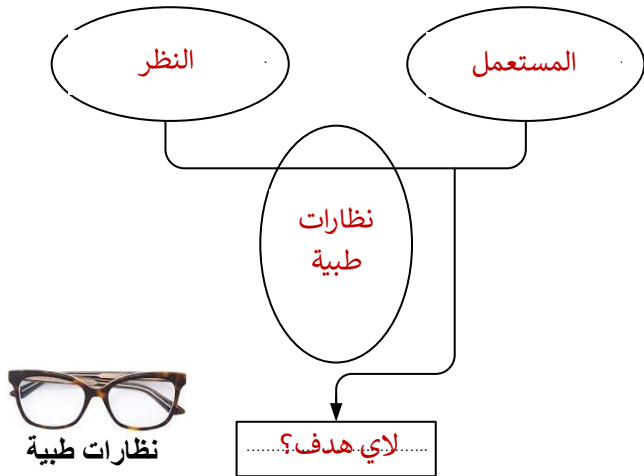 المستعمل
النظر
نظارات
طبية
لاي هدف؟
نظارات طبية